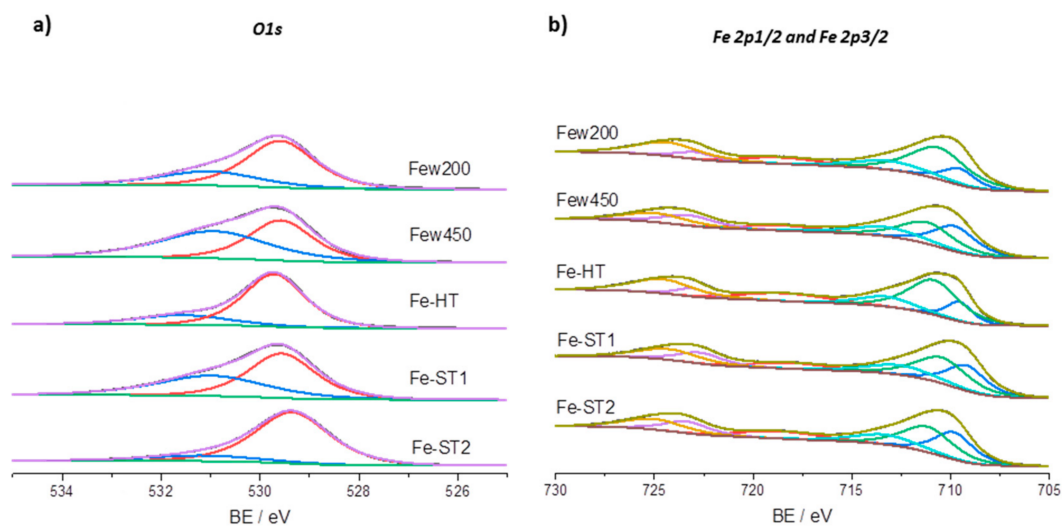 a)
O1s
Few200
Few450
Fe-HT
Fe-ST1
Fe-ST2
534 532 530 528 526
BE / eV
b)
Fe 2p1/2 and Fe 2p3/2
Few200
Few450
Fe-HT
Fe-ST1
Fe-ST2
730 725 720 715 710 705
BE / eV